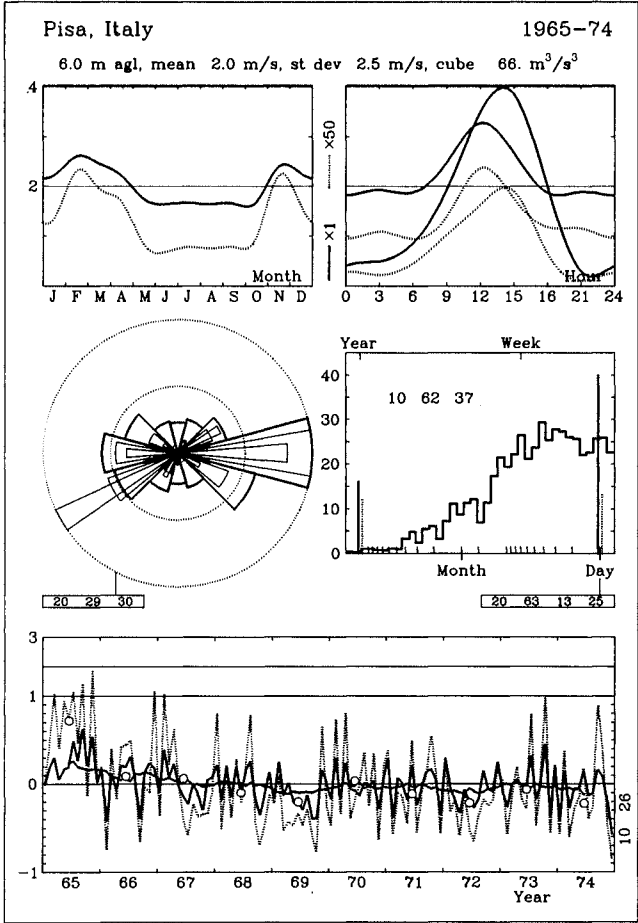 Pisa, Italy 1965-74
6.0 m agl, mean 2.0 m/s, st dev 2.5 m/s, cube 66. m³/s³
4
2
Month
J F M A M J J A S O N D
×1 ×50
Hour
0 3 6 9 12 15 18 21 24
Year Week
40
30
20
10
0
10 62 37
Month Day
20 29 30
20 63 13 25
3
1
0
-1
65 66 67 68 69 70 71 72 73 74
Year
10 26